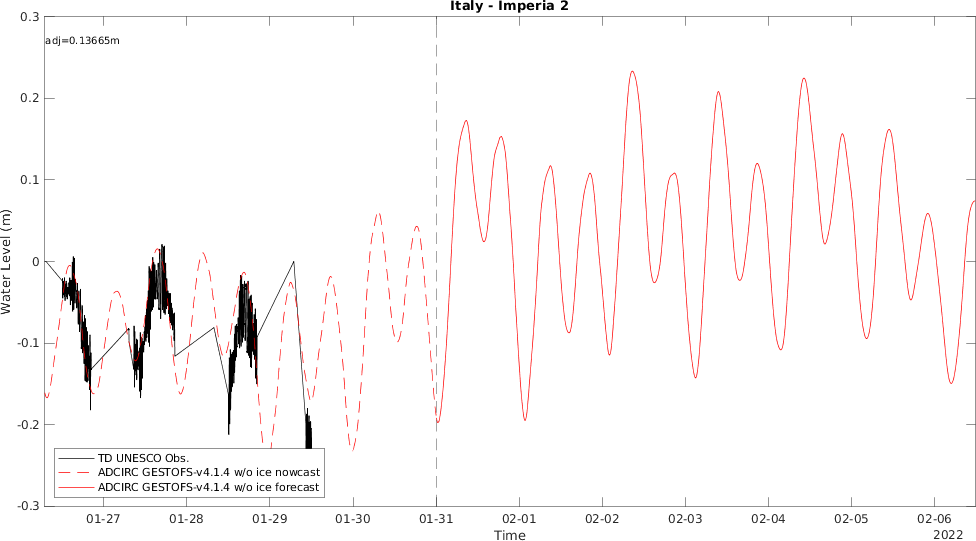 Italy - Imperia 2
adj=0.13665m
Water Level (m)
0.3
0.2
0.1
0
-0.1
-0.2
-0.3
TD UNESCO Obs.
ADCIRC GESTOFS-v4.1.4 w/o ice nowcast
ADCIRC GESTOFS-v4.1.4 w/o ice forecast
01-27 01-28 01-29 01-30 01-31 02-01 02-02 02-03 02-04 02-05 02-06
Time
2022